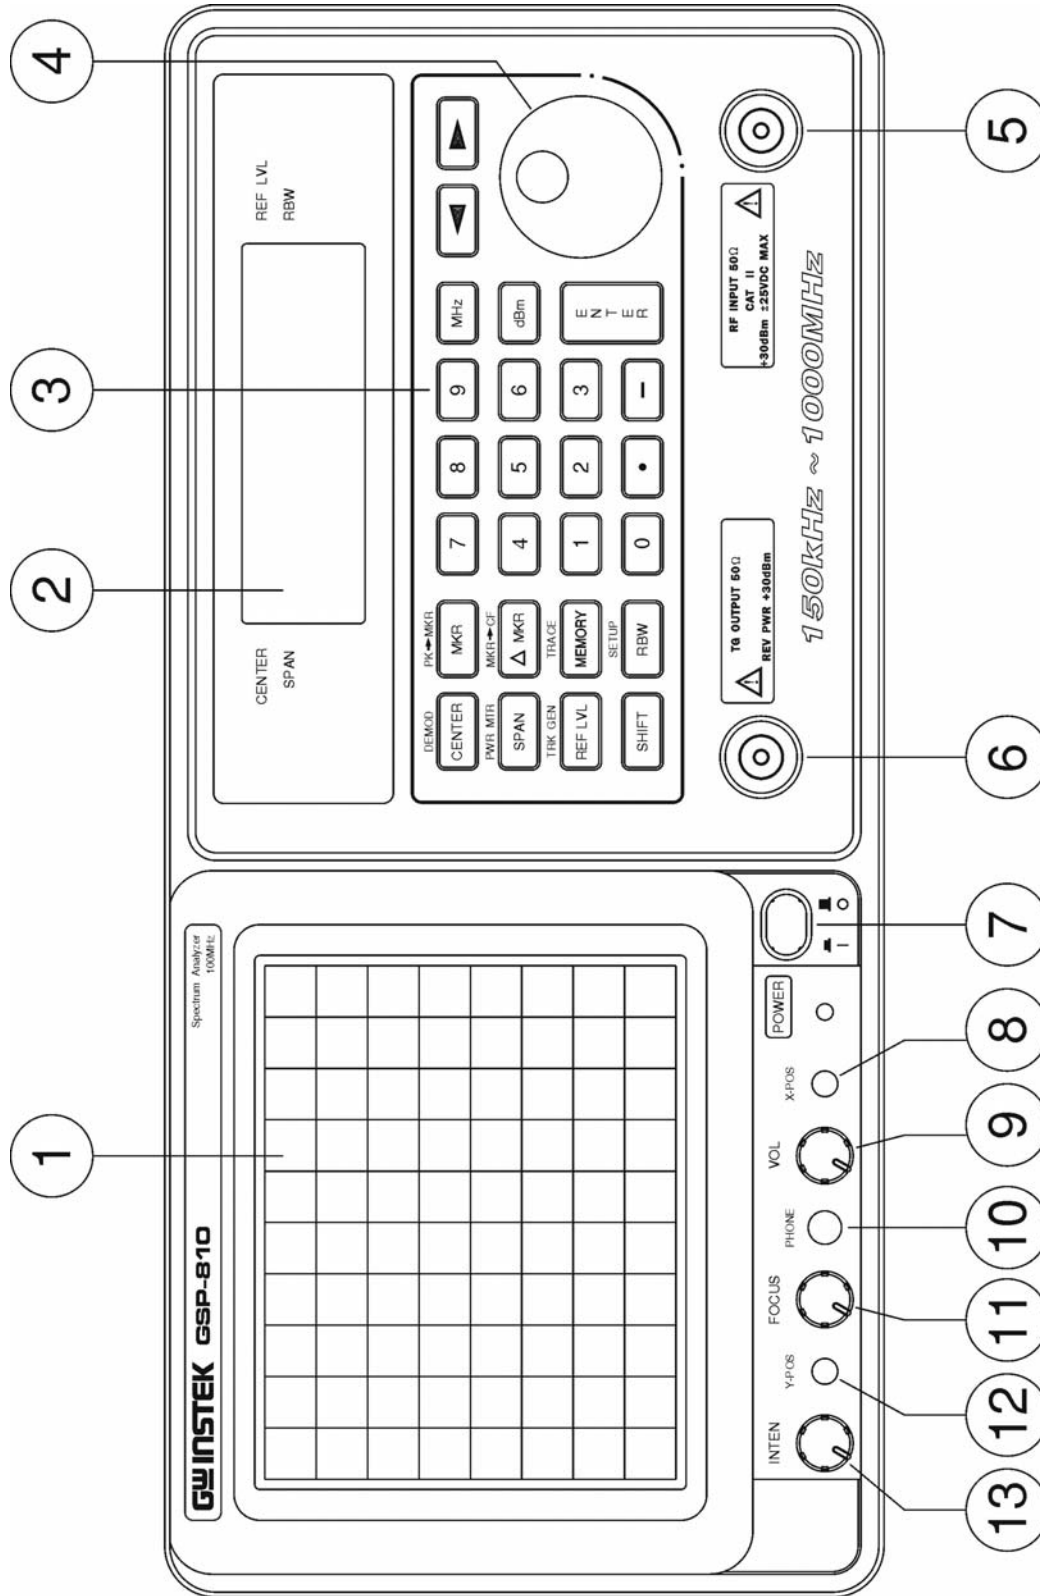 1
2
3
4
GW INSTEK GSP-810
Spectrum Analyzer
100MHz
CENTER
SPAN
REF LVL
RBW
DEMOD
PK➔MKR
CENTER
MKR
7
8
9
MHz
PWR MTR
MKR➔CF
SPAN
△ MKR
4
5
6
dBm
TRK GEN
TRACE
REF LVL
MEMORY
1
2
3
ENTER
SETUP
SHIFT
RBW
0
•
−
TG OUTPUT 50Ω
REV PWR +30dBm
RF INPUT 50Ω
CAT II
+30dBm ±25VDC MAX
150kHz ~ 1000MHz
INTEN
Y-POS
FOCUS
PHONE
VOL
X-POS
POWER
13
12
11
10
9
8
7
6
5